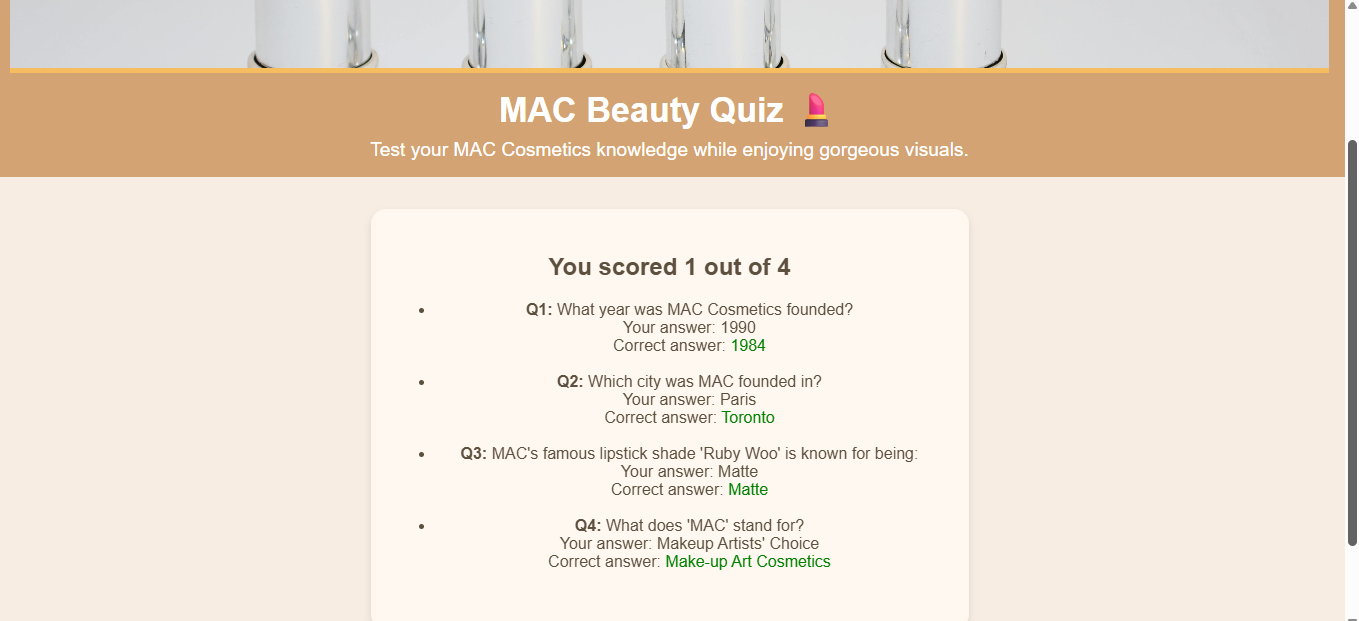 MAC Beauty Quiz 💄
Test your MAC Cosmetics knowledge while enjoying gorgeous visuals.
You scored 1 out of 4
• Q1: What year was MAC Cosmetics founded?
Your answer: 1990
Correct answer: 1984
• Q2: Which city was MAC founded in?
Your answer: Paris
Correct answer: Toronto
• Q3: MAC's famous lipstick shade 'Ruby Woo' is known for being:
Your answer: Matte
Correct answer: Matte
• Q4: What does 'MAC' stand for?
Your answer: Makeup Artists' Choice
Correct answer: Make-up Art Cosmetics